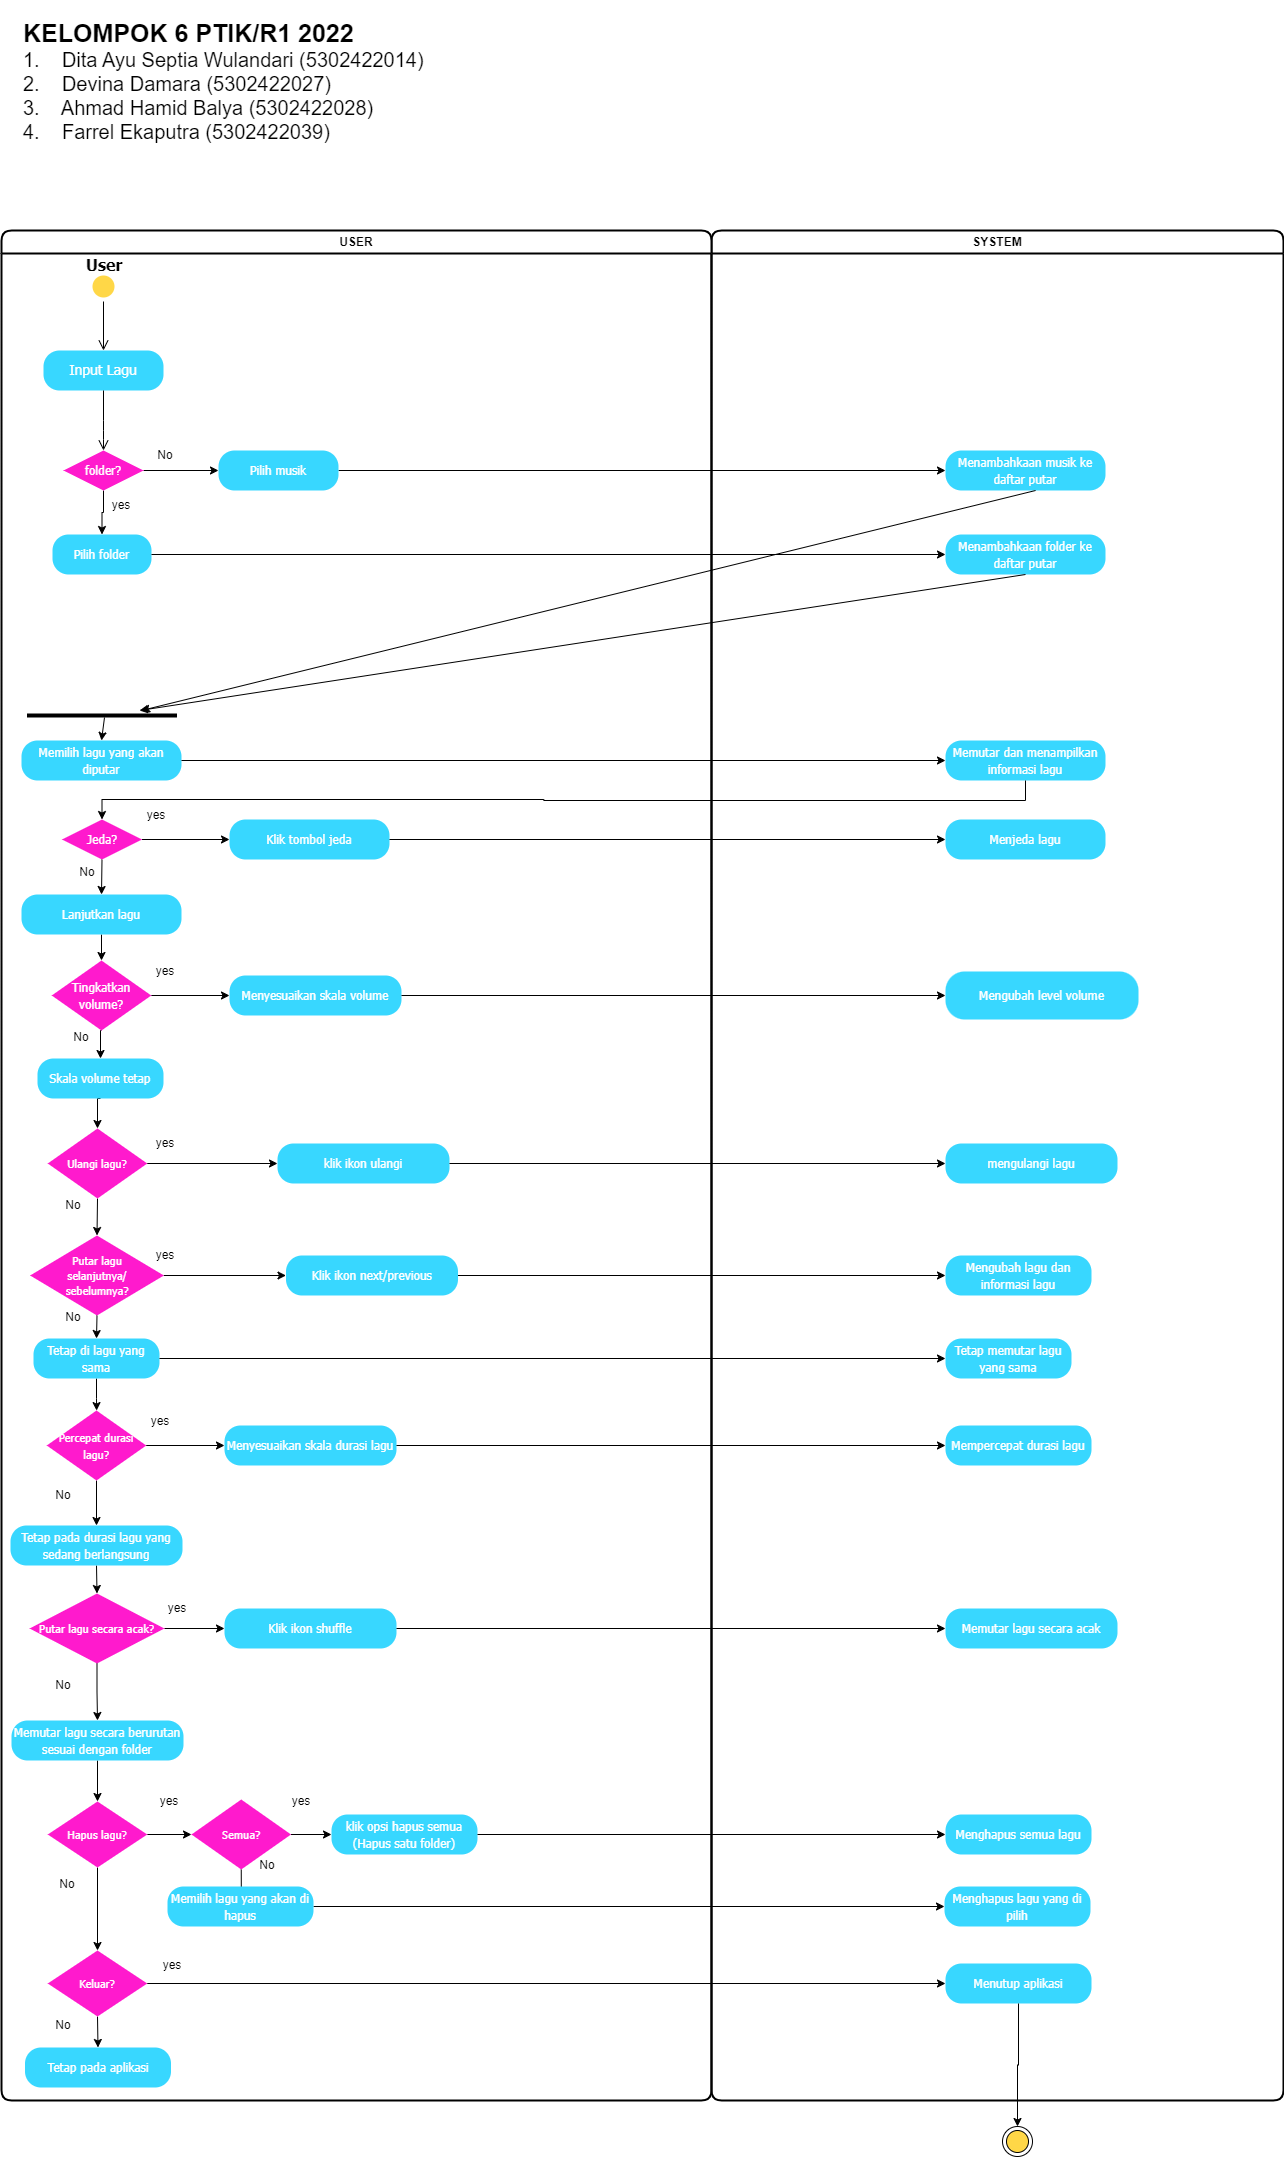 KELOMPOK 6 PTIK/R1 2022
1. Dita Ayu Septia Wulandari (5302422014)
2. Devina Damara (5302422027)
3. Ahmad Hamid Balya (5302422028)
4. Farrel Ekaputra (5302422039)
USER
SYSTEM
User
Input Lagu
folder?
No
Pilih musik
Menambahkaan musik ke
daftar putar
yes
Pilih folder
Menambahkaan folder ke
daftar putar
Memilih lagu yang akan
diputar
Memutar dan menampilkan
informasi lagu
Jeda?
yes
Klik tombol jeda
Menjeda lagu
No
Lanjutkan lagu
Tingkatkan
volume?
yes
Menyesuaikan skala volume
Mengubah level volume
No
Skala volume tetap
Ulangi lagu?
yes
klik ikon ulangi
mengulangi lagu
No
Putar lagu
selanjutnya/
sebelumnya?
yes
Klik ikon next/previous
Mengubah lagu dan
informasi lagu
No
Tetap di lagu yang
sama
Tetap memutar lagu
yang sama
Percepat durasi
lagu?
yes
Menyesuaikan skala durasi lagu
Mempercepat durasi lagu
No
Tetap pada durasi lagu yang
sedang berlangsung
Putar lagu secara acak?
yes
Klik ikon shuffle
Memutar lagu secara acak
No
Memutar lagu secara berurutan
sesuai dengan folder
Hapus lagu?
yes
Semua?
yes
klik opsi hapus semua
(Hapus satu folder)
Menghapus semua lagu
No
Memilih lagu yang akan di
hapus
Menghapus lagu yang di
pilih
No
Keluar?
yes
Menutup aplikasi
No
Tetap pada aplikasi